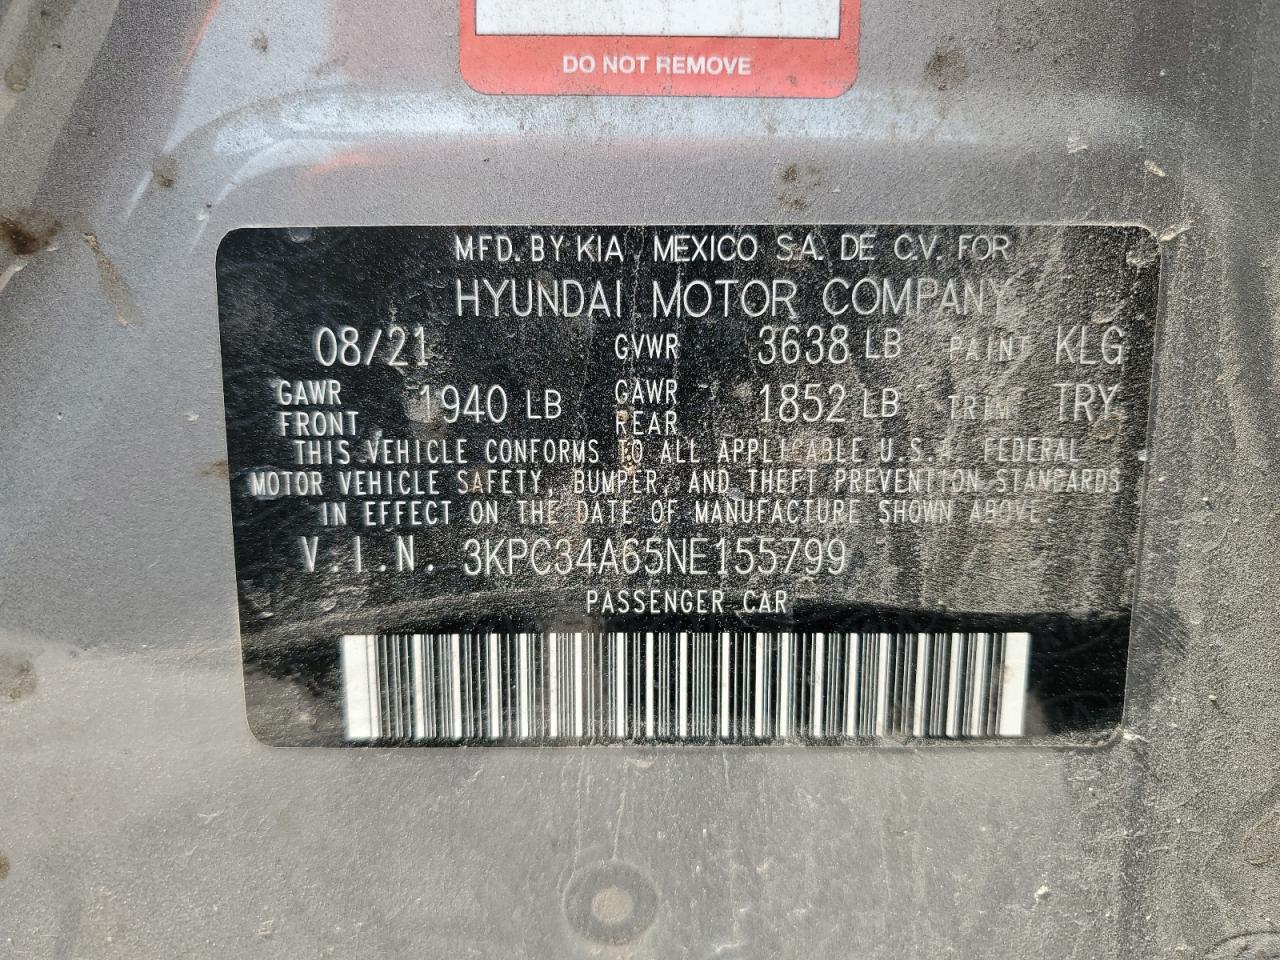 DO NOT REMOVE
MFD. BY KIA MEXICO S.A. DE C.V. FOR
HYUNDAI MOTOR COMPANY
08/21 GVWR 3638 LB PAINT KLG
GAWR FRONT 1940 LB GAWR REAR 1852 LB TRIM TRY
THIS VEHICLE CONFORMS TO ALL APPLICABLE U.S.A. FEDERAL
MOTOR VEHICLE SAFETY, BUMPER, AND THEFT PREVENTION STANDARDS
IN EFFECT ON THE DATE OF MANUFACTURE SHOWN ABOVE.
V.I.N. 3KPC34A65NE155799
PASSENGER CAR